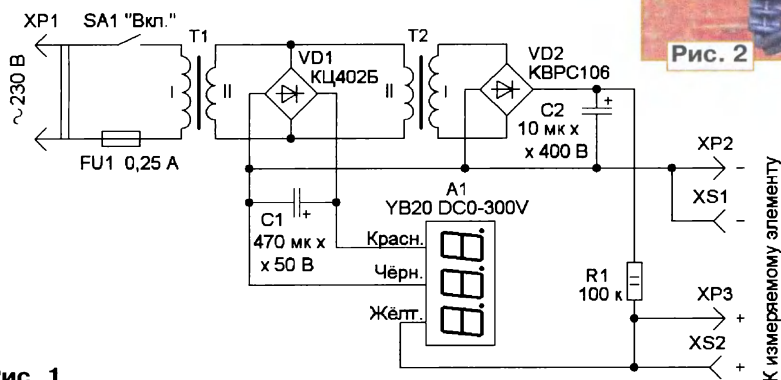 XP1
SA1 "Вкл."
T1
T2
VD1
КЦ402Б
VD2
KBPC106
Рис. 2
~230 В
I
II
II
I
C2
10 мк х
х 400 В
+
FU1 0,25 А
XP2
–
XS1
–
A1
YB20 DC0-300V
C1
+
470 мк х
х 50 В
Красн.
Чёрн.
Жёлт.
R1
100 к
XP3
+
XS2
+
К измеряемому элементу
Рис. 1